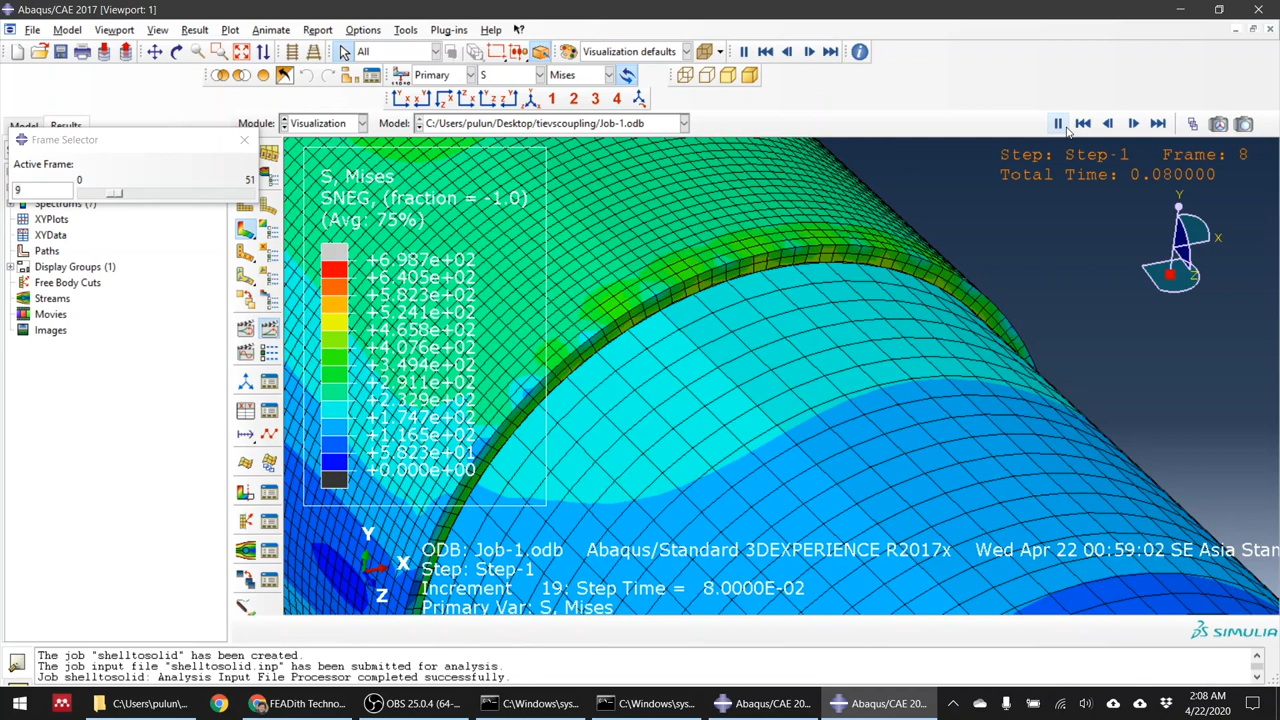 Abaqus/CAE 2017 [Viewport: 1]
File Model Viewport View Result Plot Animate Report Options Tools Plug-ins Help
All Visualization defaults
Primary S Mises
1 2 3 4
Module: Visualization Model: C:/Users/pulun/Desktop/tievscoupling/Job-1.odb
Model Results
Frame Selector
Active Frame:
0 51
9
Spectrums (7)
XYPlots
XYData
Paths
Display Groups (1)
Free Body Cuts
Streams
Movies
Images
Step: Step-1 Frame: 8
Total Time: 0.080000
Y
X
Z
S, Mises
SNEG, (fraction = -1.0)
(Avg: 75%)
+6.987e+02
+6.405e+02
+5.823e+02
+5.241e+02
+4.658e+02
+4.076e+02
+3.494e+02
+2.911e+02
+2.329e+02
+1.747e+02
+1.165e+02
+5.823e+01
+0.000e+00
Y
X
Z
ODB: Job-1.odb Abaqus/Standard 3DEXPERIENCE R2017x Wed Apr 22 00:59:02 SE Asia Stan
Step: Step-1
Increment 19: Step Time = 8.0000E-02
Primary Var: S, Mises
SIMULIA
The job "shelltosolid" has been created.
The job input file "shelltosolid.inp" has been submitted for analysis.
Job shelltosolid: Analysis Input File Processor completed successfully.
C:\Users\pulun\... FEADith Techno... OBS 25.0.4 (64-... C:\Windows\sys... C:\Windows\sys... Abaqus/CAE 20... Abaqus/CAE 20...
2:08 AM
4/22/2020